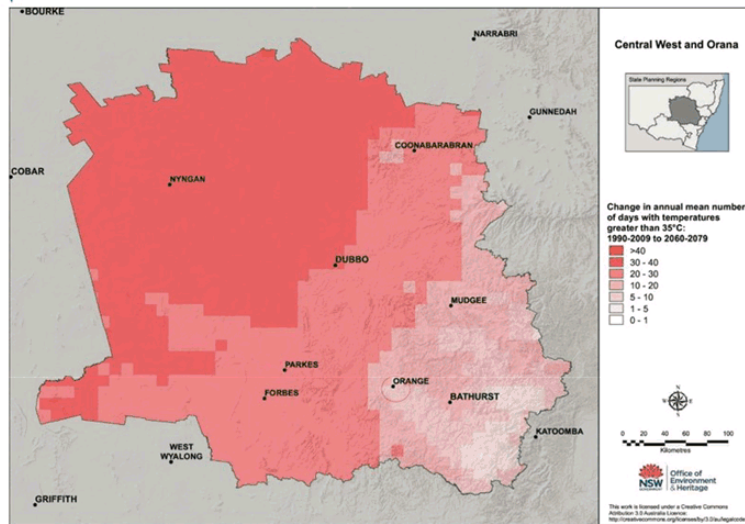 BOURKE
NARRABRI
GUNNEDAH
COONABARABRAN
COBAR
NYNGAN
DUBBO
MUDGEE
PARKES
ORANGE
FORBES
BATHURST
KATOOMBA
WEST
WYALONG
GRIFFITH
Central West and Orana
State Planning Regions
Change in annual mean number
of days with temperatures
greater than 35°C:
1990-2009 to 2060-2079
>40
30 - 40
20 - 30
10 - 20
5 - 10
1 - 5
0 - 1
N
W E
S
0 20 40 60 80 100
Kilometres
NSW
Office of
Environment
& Heritage
This work is licensed under a Creative Commons
Attribution 3.0 Australia Licence: